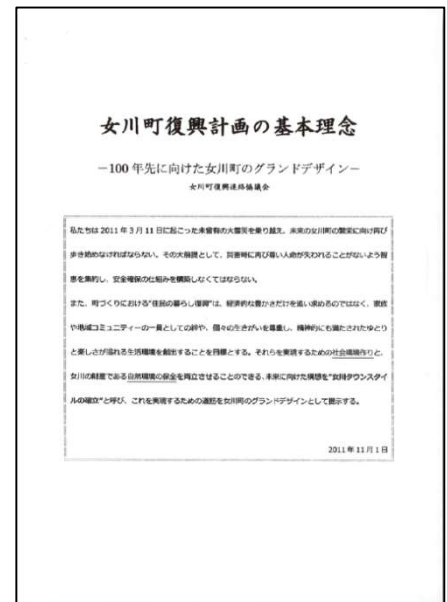 女川町復興計画の基本理念
−100 年先に向けた女川町のグランドデザイン−
女川町復興連絡協議会
私たちは 2011 年 3 月 11 日に起こった未曾有の大震災を乗り越え、未来の女川町の繁栄に向け再び
歩き始めなければならない。その大前提として、災害時に再び尊い人命が失われることがないよう智
恵を集約し、安全確保の仕組みを構築しなくてはならない。
また、町づくりにおける“住民の暮らし復興”は、経済的な豊かさだけを追い求めるのではなく、家族
や地域コミュニティーの一員としての絆や、個々の生きがいを尊重し、精神的にも満たされたゆとり
と楽しさが溢れる生活環境を創出することを目標とする。それらを実現するための社会環境作りと、
女川の財産である自然環境の保全を両立させることのできる、未来に向けた構想を“女川タウンスタイ
ルの確立”と呼び、これを実現するための道筋を女川町のグランドデザインとして提示する。
2011 年 11 月 1 日